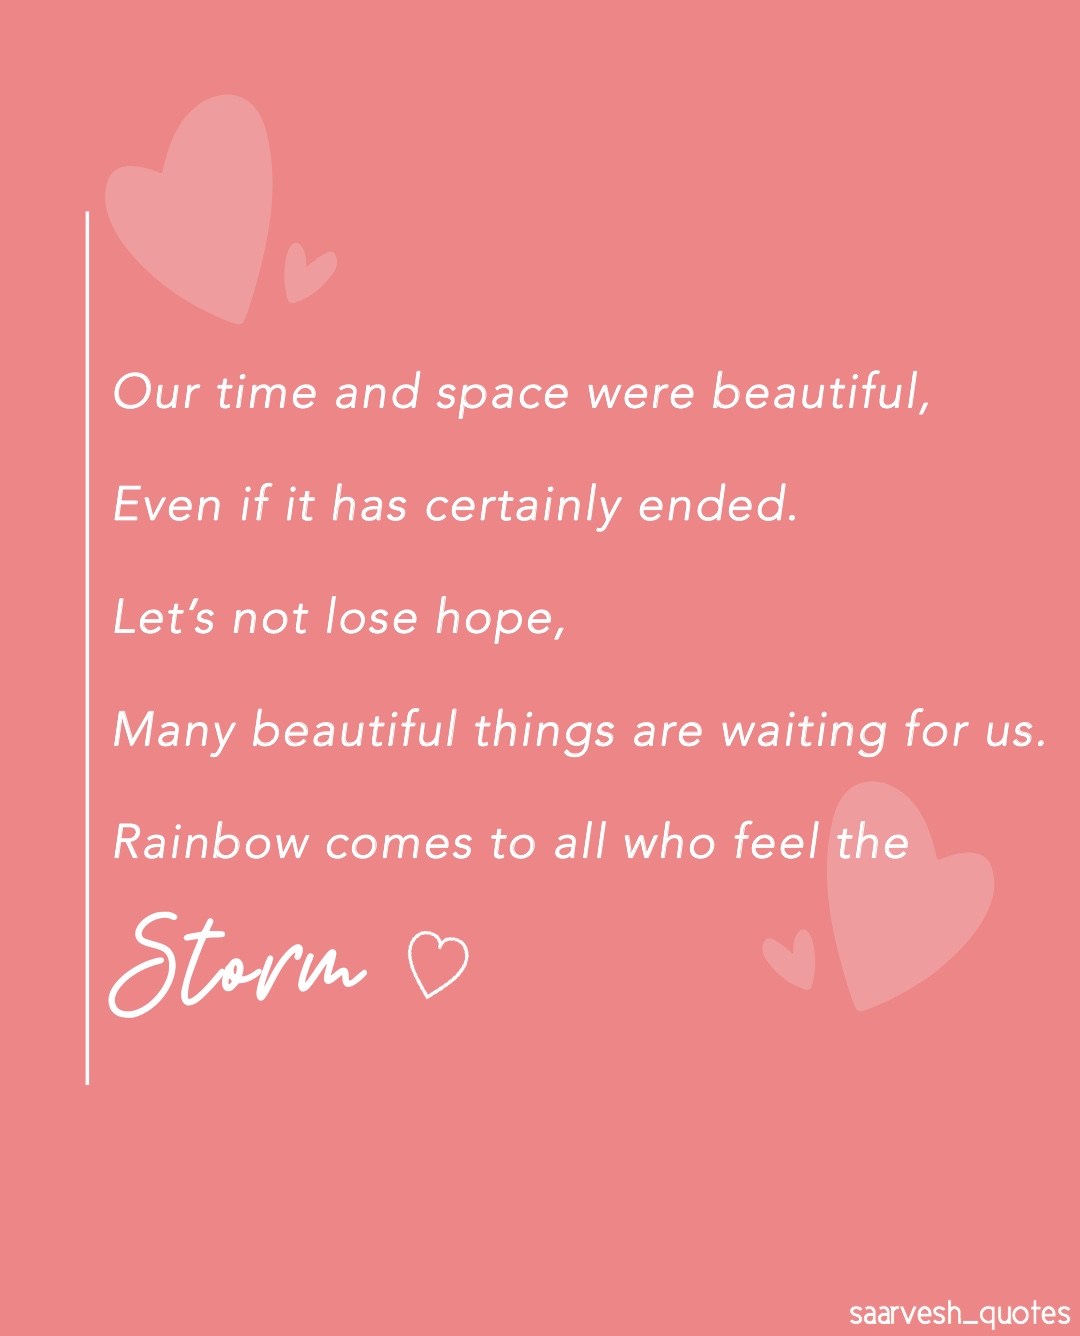 Our time and space were beautiful,
Even if it has certainly ended.
Let's not lose hope,
Many beautiful things are waiting for us.
Rainbow comes to all who feel the
Storm ♡
saarvesh_quotes